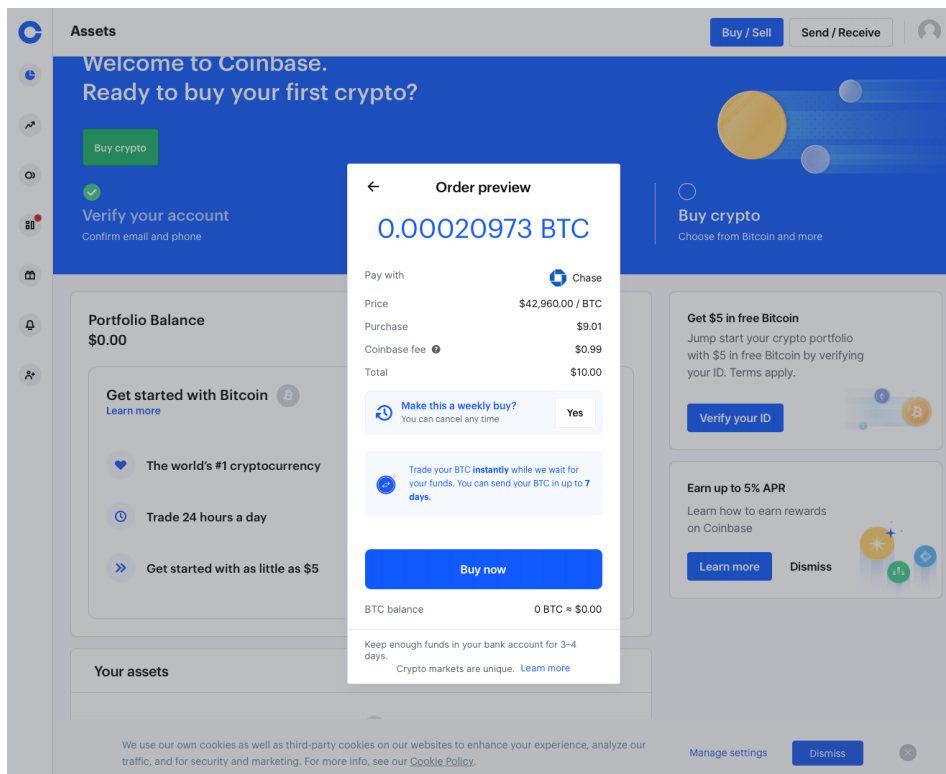 Assets
Buy / Sell
Send / Receive
Welcome to Coinbase.
Ready to buy your first crypto?
Buy crypto
Verify your account
Confirm email and phone
Buy crypto
Choose from Bitcoin and more
Order preview
0.00020973 BTC
Pay with
Chase
Price
$42,960.00 / BTC
Purchase
$9.01
Coinbase fee
$0.99
Total
$10.00
Make this a weekly buy?
You can cancel any time
Yes
Trade your BTC instantly while we wait for
your funds. You can send your BTC in up to 7
days.
Buy now
BTC balance
0 BTC ≈ $0.00
Keep enough funds in your bank account for 3–4
days.
Crypto markets are unique. Learn more
Portfolio Balance
$0.00
Get started with Bitcoin
Learn more
The world's #1 cryptocurrency
Trade 24 hours a day
Get started with as little as $5
Your assets
Get $5 in free Bitcoin
Jump start your crypto portfolio
with $5 in free Bitcoin by verifying
your ID. Terms apply.
Verify your ID
Earn up to 5% APR
Learn how to earn rewards
on Coinbase
Learn more
Dismiss
We use our own cookies as well as third-party cookies on our websites to enhance your experience, analyze our
traffic, and for security and marketing. For more info, see our Cookie Policy.
Manage settings
Dismiss